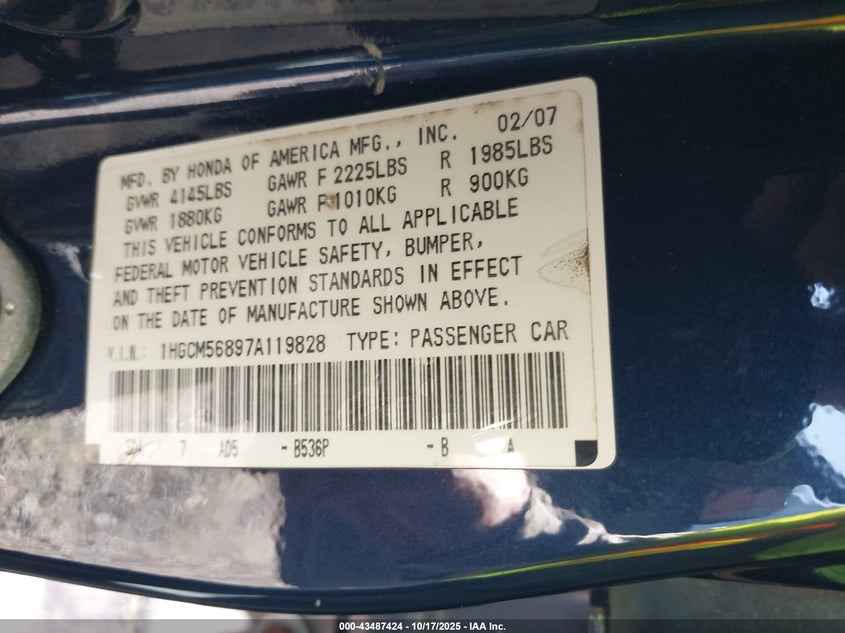 MFD. BY HONDA OF AMERICA MFG., INC. 02/07
GVWR 4145LBS GAWR F 2225LBS R 1985LBS
GVWR 1880KG GAWR F 1010KG R 900KG
THIS VEHICLE CONFORMS TO ALL APPLICABLE
FEDERAL MOTOR VEHICLE SAFETY, BUMPER,
AND THEFT PREVENTION STANDARDS IN EFFECT
ON THE DATE OF MANUFACTURE SHOWN ABOVE.
V.I.N.: 1HGCM56897A119828 TYPE: PASSENGER CAR
7 AD5 -B536P -B A
000-43487424 | 10/17/2025 - IAA Inc.